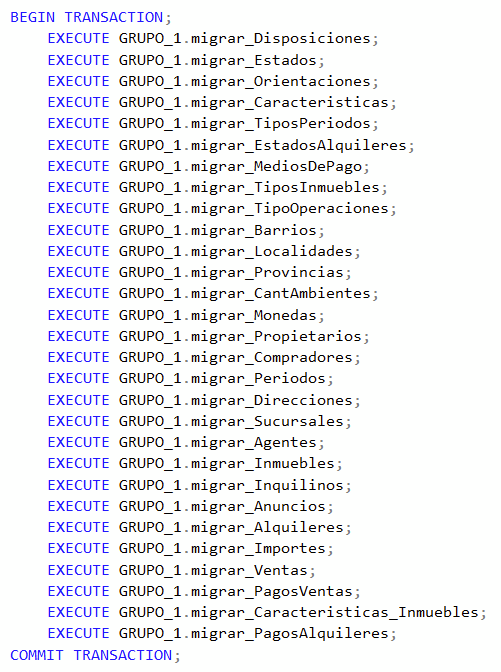 BEGIN TRANSACTION;
EXECUTE GRUPO_1.migrar_Disposiciones;
EXECUTE GRUPO_1.migrar_Estados;
EXECUTE GRUPO_1.migrar_Orientaciones;
EXECUTE GRUPO_1.migrar_Caracteristicas;
EXECUTE GRUPO_1.migrar_TiposPeriodos;
EXECUTE GRUPO_1.migrar_EstadosAlquileres;
EXECUTE GRUPO_1.migrar_MediosDePago;
EXECUTE GRUPO_1.migrar_TiposInmuebles;
EXECUTE GRUPO_1.migrar_TipoOperaciones;
EXECUTE GRUPO_1.migrar_Barrios;
EXECUTE GRUPO_1.migrar_Localidades;
EXECUTE GRUPO_1.migrar_Provincias;
EXECUTE GRUPO_1.migrar_CantAmbientes;
EXECUTE GRUPO_1.migrar_Monedas;
EXECUTE GRUPO_1.migrar_Propietarios;
EXECUTE GRUPO_1.migrar_Compradores;
EXECUTE GRUPO_1.migrar_Periodos;
EXECUTE GRUPO_1.migrar_Direcciones;
EXECUTE GRUPO_1.migrar_Sucursales;
EXECUTE GRUPO_1.migrar_Agentes;
EXECUTE GRUPO_1.migrar_Inmuebles;
EXECUTE GRUPO_1.migrar_Inquilinos;
EXECUTE GRUPO_1.migrar_Anuncios;
EXECUTE GRUPO_1.migrar_Alquileres;
EXECUTE GRUPO_1.migrar_Importes;
EXECUTE GRUPO_1.migrar_Ventas;
EXECUTE GRUPO_1.migrar_PagosVentas;
EXECUTE GRUPO_1.migrar_Caracteristicas_Inmuebles;
EXECUTE GRUPO_1.migrar_PagosAlquileres;
COMMIT TRANSACTION;